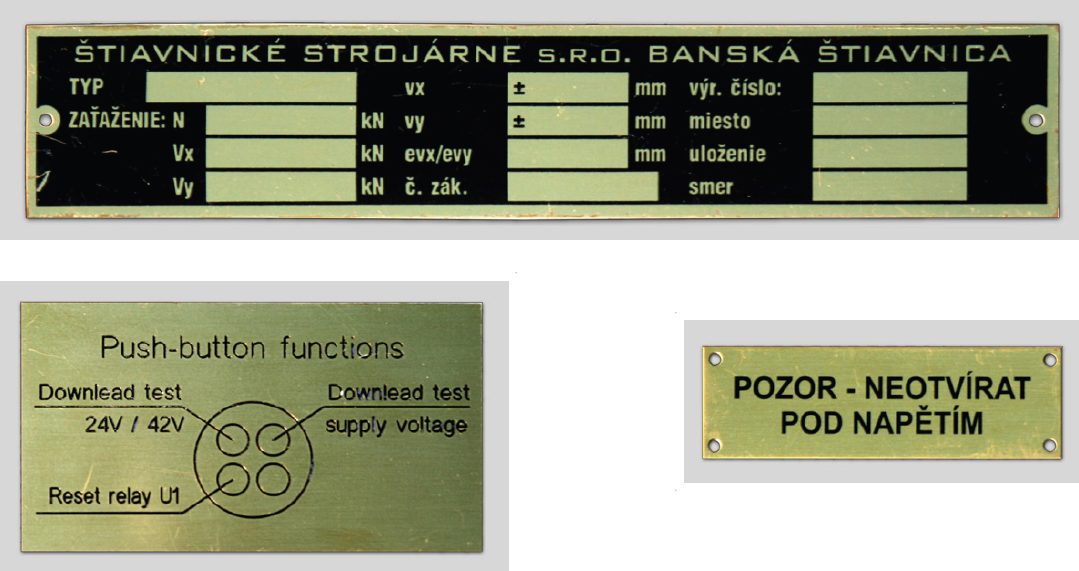 ŠTIAVNICKÉ STROJÁRNE S.R.O. BANSKÁ ŠTIAVNICA
TYP vx ± mm výr. číslo:
ZAŤAŽENIE: N kN vy ± mm miesto
Vx kN evx/evy mm uloženie
Vy kN č. zák. smer
Push-button functions
Downlead test Downlead test
24V / 42V supply voltage
Reset relay U1
POZOR - NEOTVÍRAT
POD NAPĚTÍM